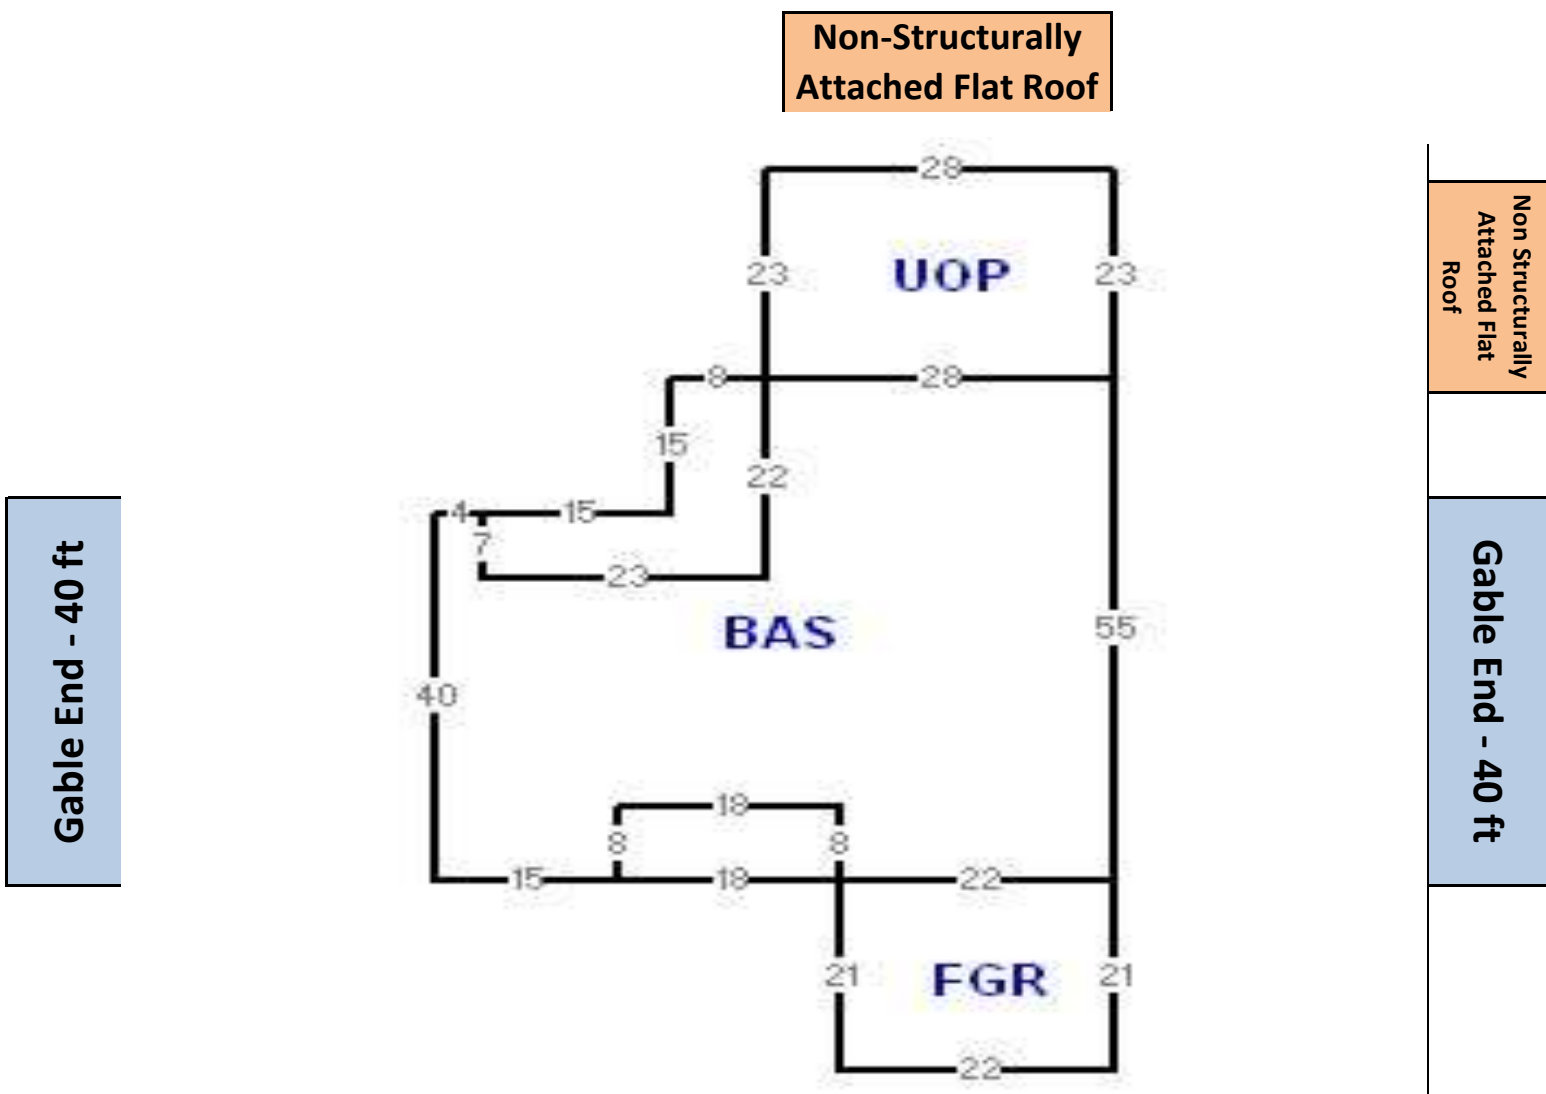 Non-Structurally
Attached Flat Roof
28
23
UOP
23
Non Structurally
Attached Flat
Roof
8
28
15
22
4
15
7
23
Gable End - 40 ft
BAS
55
Gable End - 40 ft
40
18
8
8
15
18
22
21
FGR
21
22